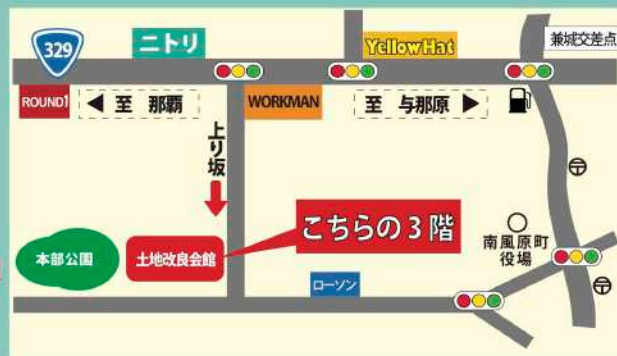 329
ニトリ
Yellow Hat
兼城交差点
ROUND1
◀ 至 那覇
WORKMAN
至 与那原 ▶
上り坂
こちらの3階
本部公園
土地改良会館
南風原町
役場
ローソン